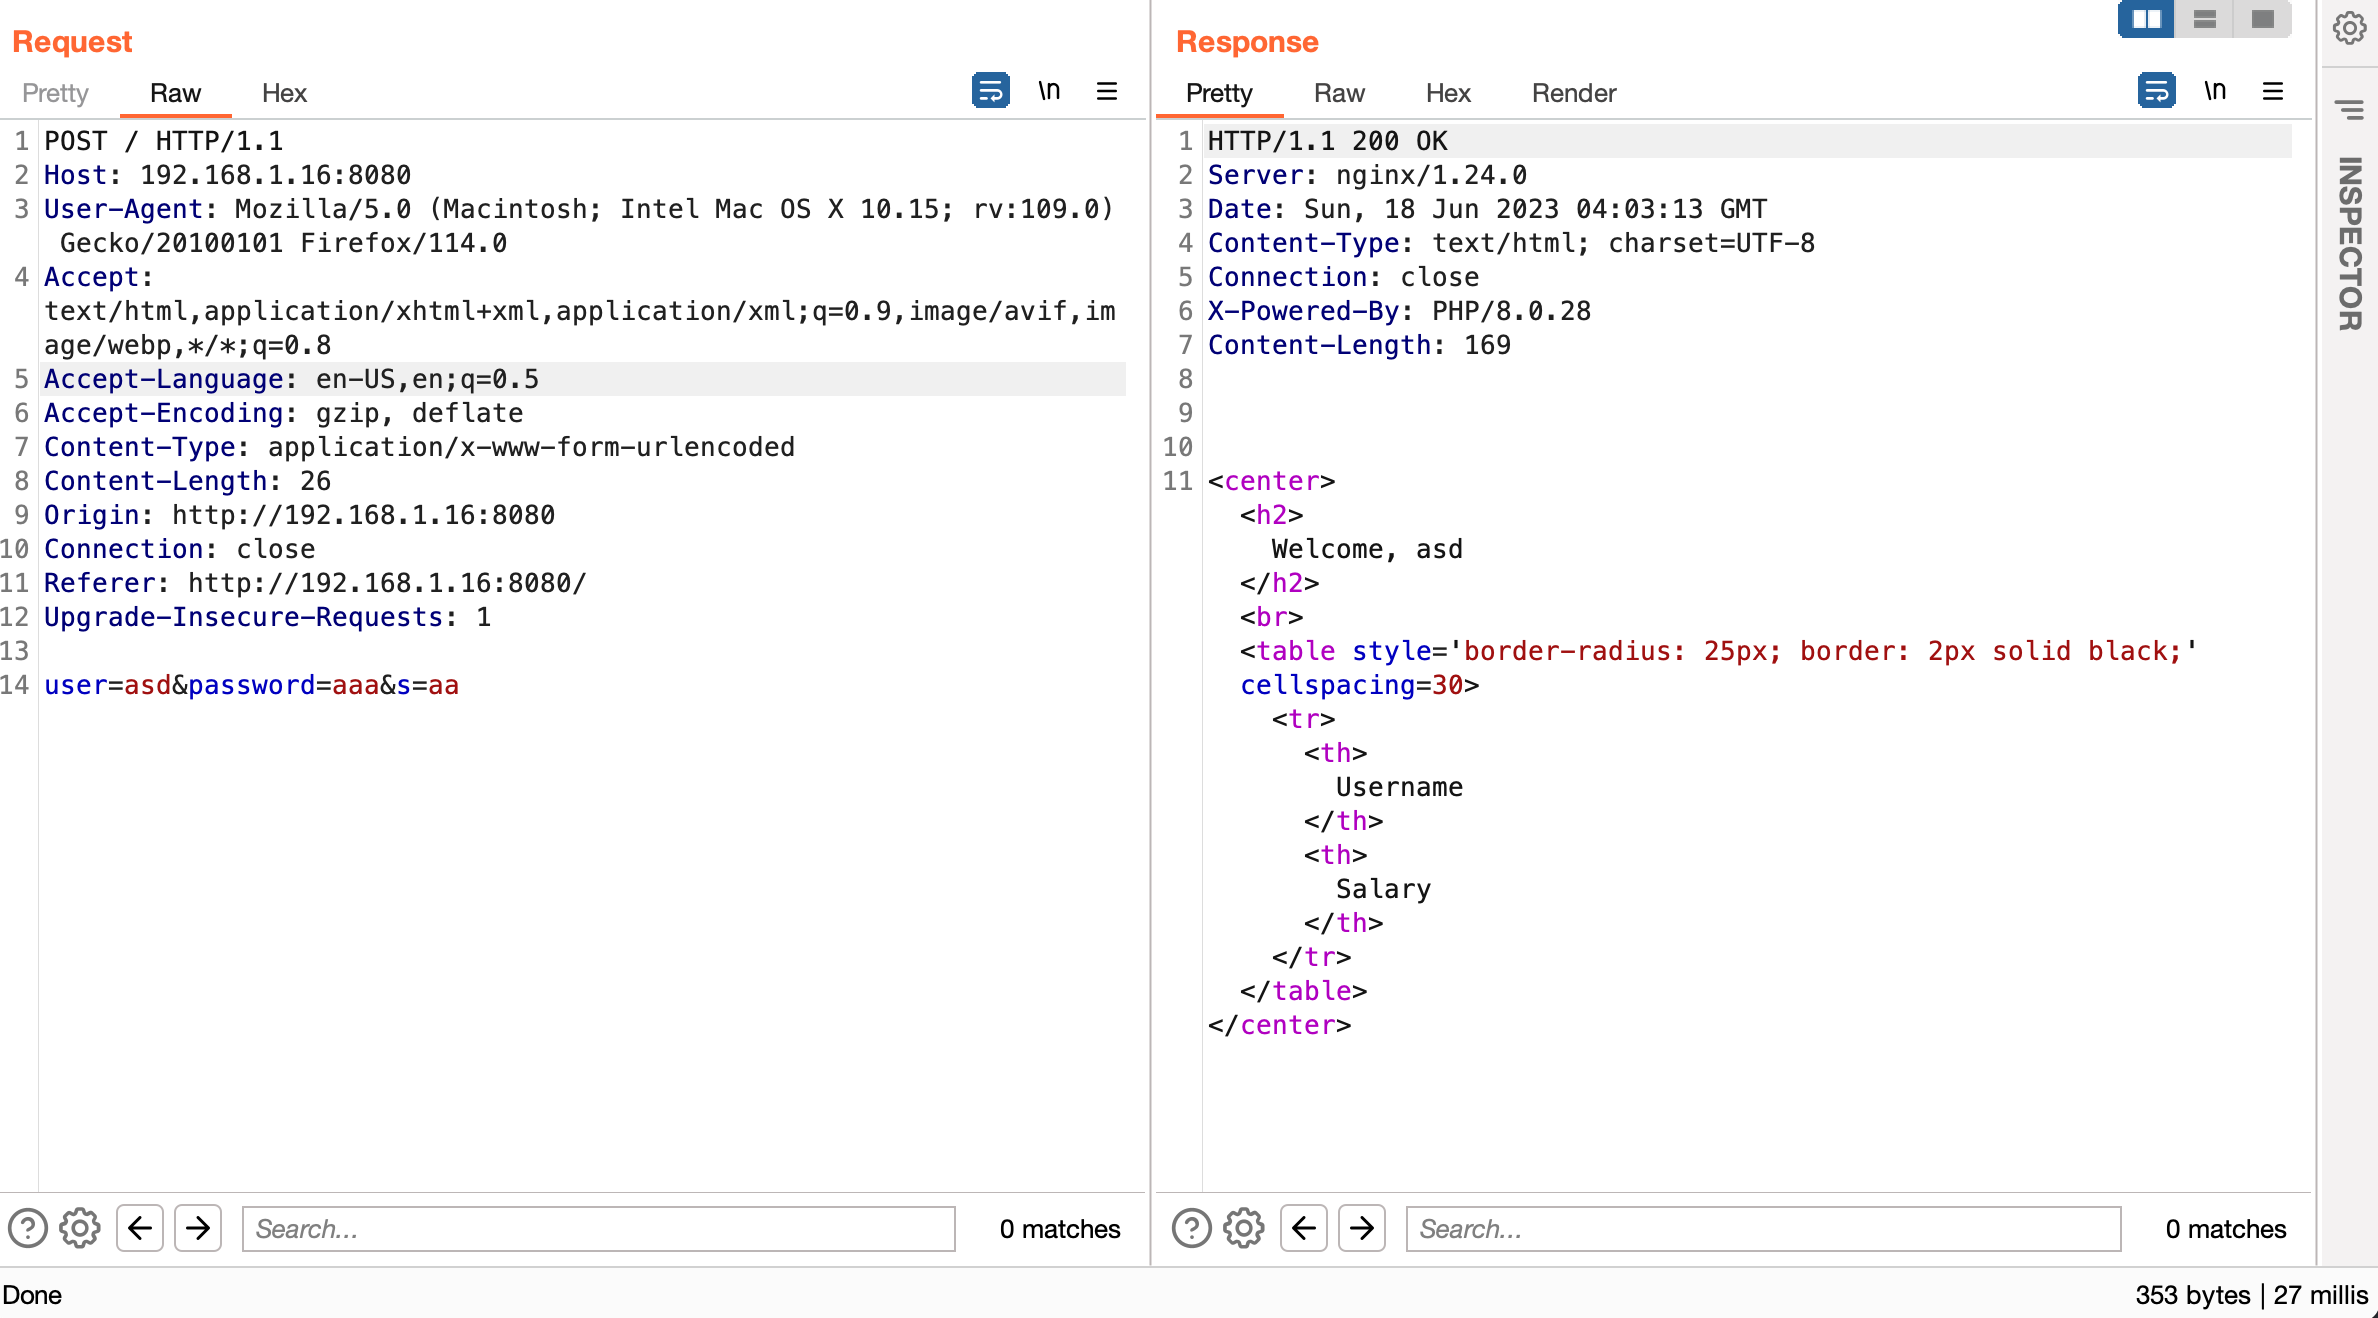 Request
Pretty Raw Hex
\n
1 POST / HTTP/1.1
2 Host: 192.168.1.16:8080
3 User-Agent: Mozilla/5.0 (Macintosh; Intel Mac OS X 10.15; rv:109.0)
Gecko/20100101 Firefox/114.0
4 Accept:
text/html,application/xhtml+xml,application/xml;q=0.9,image/avif,im
age/webp,*/*;q=0.8
5 Accept-Language: en-US,en;q=0.5
6 Accept-Encoding: gzip, deflate
7 Content-Type: application/x-www-form-urlencoded
8 Content-Length: 26
9 Origin: http://192.168.1.16:8080
10 Connection: close
11 Referer: http://192.168.1.16:8080/
12 Upgrade-Insecure-Requests: 1
13
14 user=asd&password=aaa&s=aa
Search...
0 matches
Response
Pretty Raw Hex Render
\n
1 HTTP/1.1 200 OK
2 Server: nginx/1.24.0
3 Date: Sun, 18 Jun 2023 04:03:13 GMT
4 Content-Type: text/html; charset=UTF-8
5 Connection: close
6 X-Powered-By: PHP/8.0.28
7 Content-Length: 169
8
9
10
11 <center>
<h2>
Welcome, asd
</h2>
<br>
<table style='border-radius: 25px; border: 2px solid black;'
cellspacing=30>
<tr>
<th>
Username
</th>
<th>
Salary
</th>
</tr>
</table>
</center>
Search...
0 matches
INSPECTOR
Done
353 bytes | 27 millis